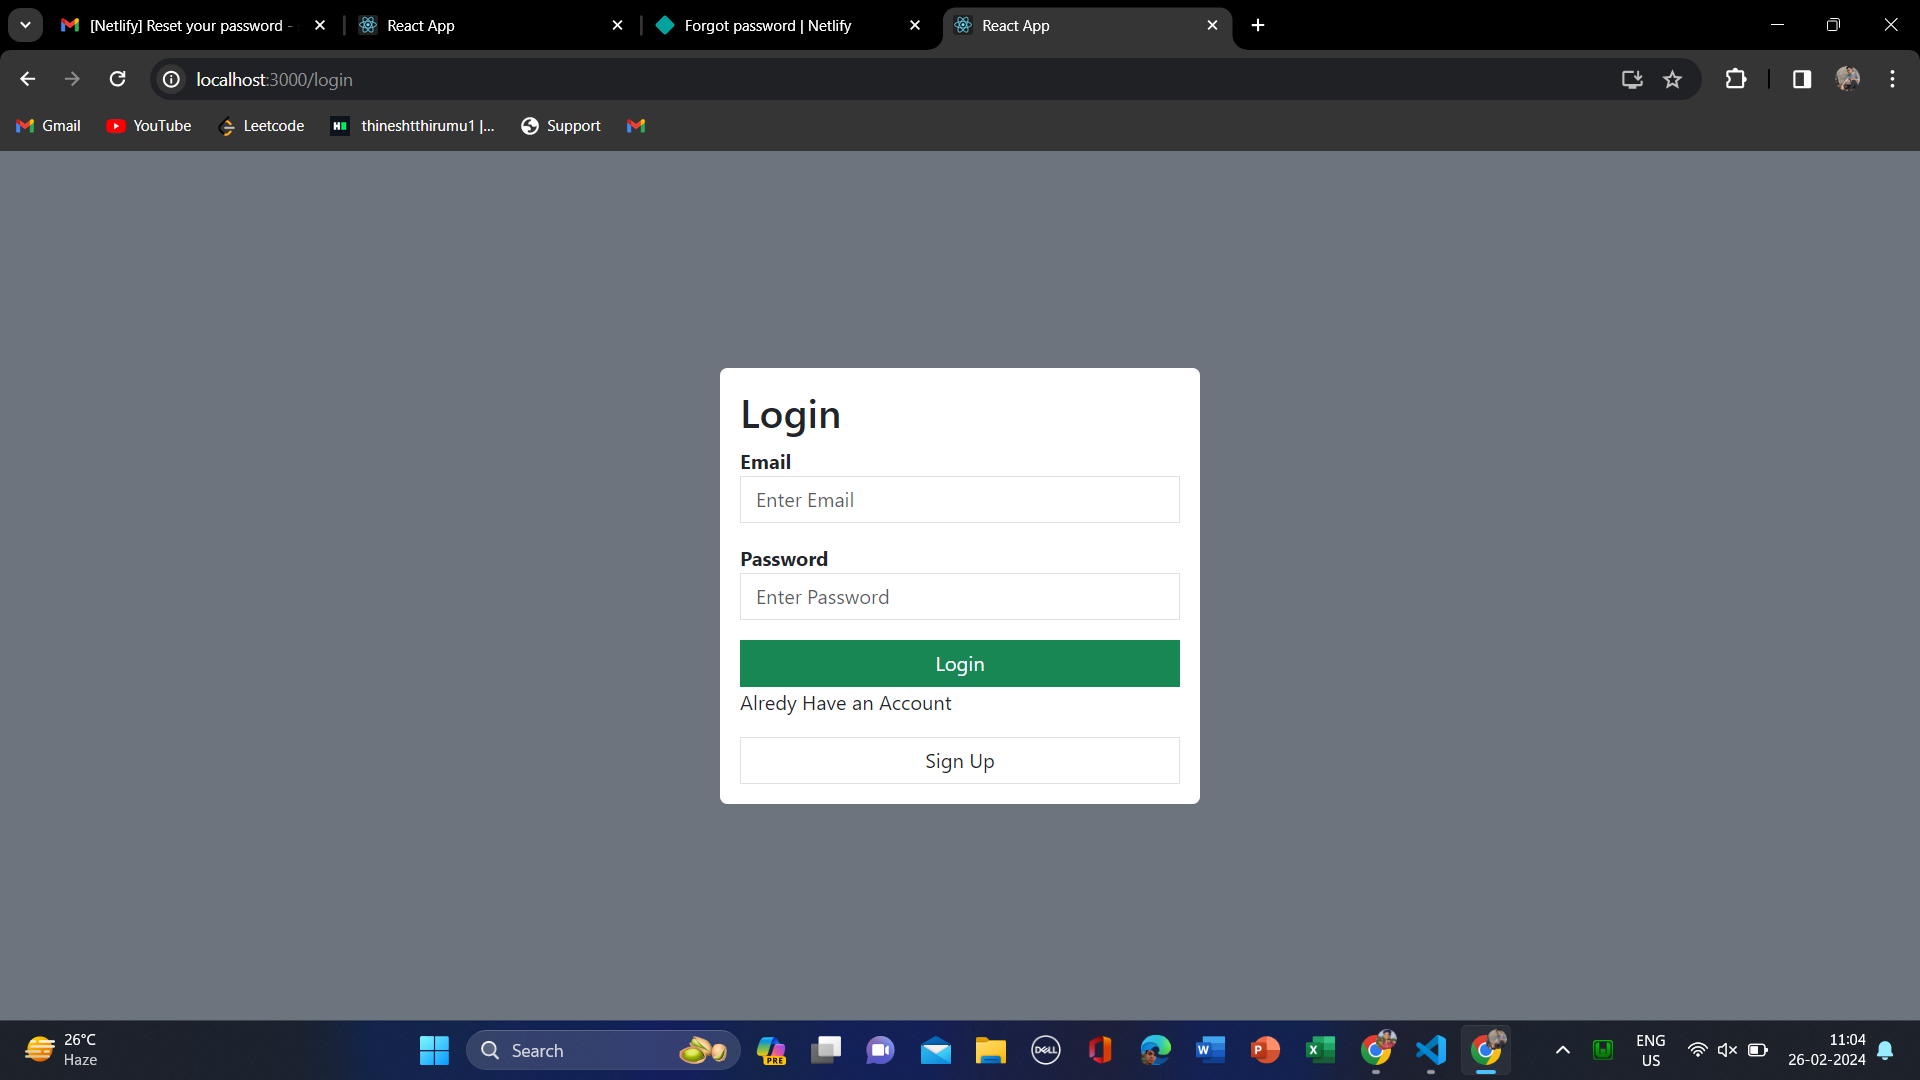 [Netlify] Reset your password -
React App
Forgot password | Netlify
React App
localhost:3000/login
Gmail
YouTube
Leetcode
thineshtthirumu1 |...
Support
Login
Email
Enter Email
Password
Enter Password
Login
Alredy Have an Account
Sign Up
26°C
Haze
Search
PRE
DELL
ENG
US
11:04
26-02-2024